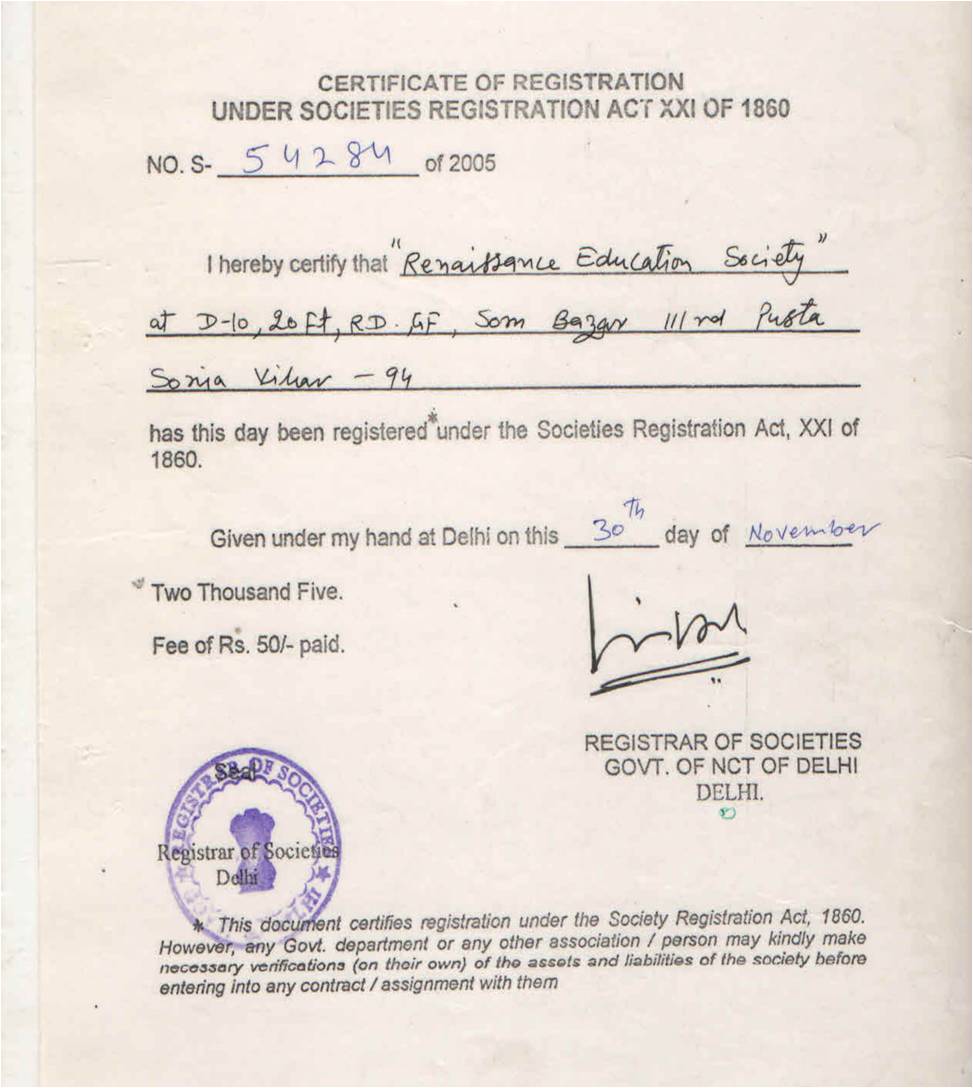 CERTIFICATE OF REGISTRATION
UNDER SOCIETIES REGISTRATION ACT XXI OF 1860
NO. S- 54284 of 2005
I hereby certify that "Renaissance Education Society"
at D-10, 20 Ft, RD. GF, Som Bazar IIIrd Pusta
Sonia Vihar - 94
has this day been registered* under the Societies Registration Act, XXI of
1860.
Given under my hand at Delhi on this 30th day of November
Two Thousand Five.
Fee of Rs. 50/- paid.
REGISTRAR OF SOCIETIES
GOVT. OF NCT OF DELHI
DELHI.
Seal
REGISTRAR OF SOCIETIES
Registrar of Societies
Delhi
* This document certifies registration under the Society Registration Act, 1860.
However, any Govt. department or any other association / person may kindly make
necessary verifications (on their own) of the assets and liabilities of the society before
entering into any contract / assignment with them